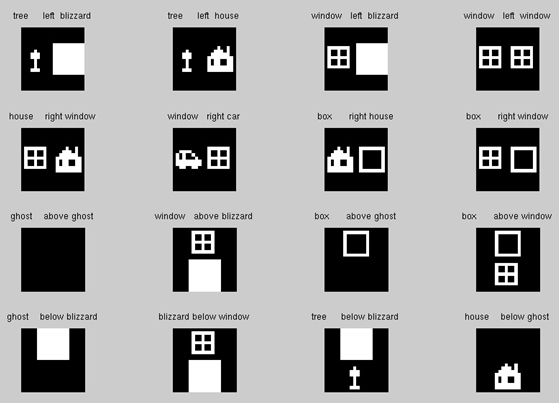 tree left blizzard
tree left house
window left blizzard
window left window
house right window
window right car
box right house
box right window
ghost above ghost
window above blizzard
box above ghost
box above window
ghost below blizzard
blizzard below window
tree below blizzard
house below ghost